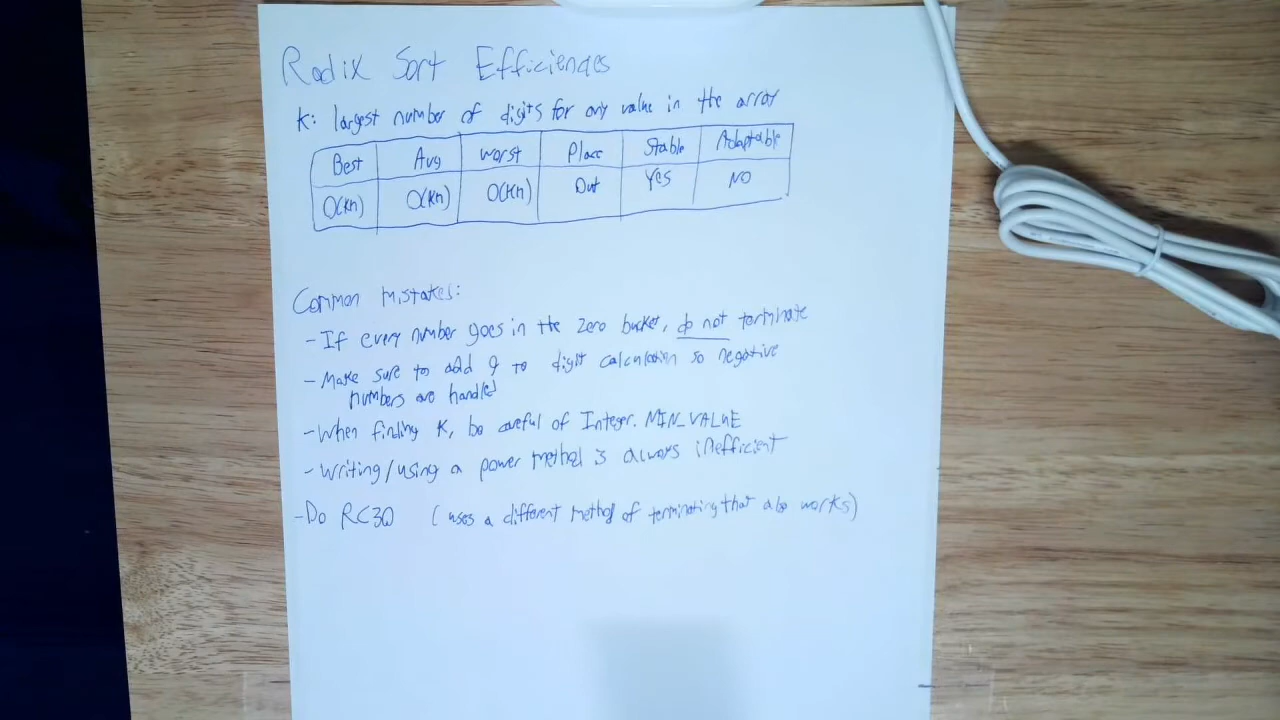 Radix Sort Efficiencies
K: largest number of digits for any value in the array
Best Avg Worst Place Stable Adaptable
O(kn) O(kn) O(kn) Out Yes NO
Common Mistakes:
- If every number goes in the zero bucket, do not terminate
- Make sure to add 9 to digit calculation so negative
numbers are handled
- When finding K, be careful of Integer.MIN_VALUE
- Writing/using a power method is always inefficient
- Do RC30 (uses a different method of terminating that also works)